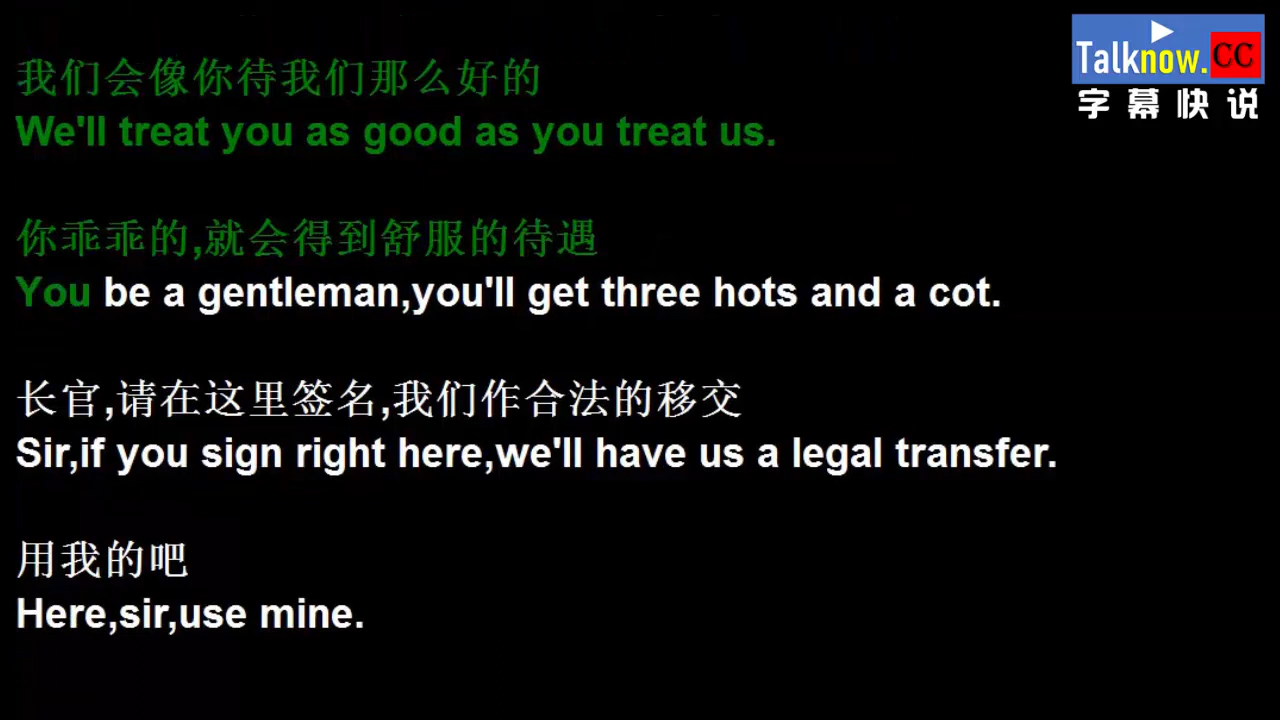 我们会像你待我们那么好的
We'll treat you as good as you treat us.
你乖乖的,就会得到舒服的待遇
You be a gentleman,you'll get three hots and a cot.
长官,请在这里签名,我们作合法的移交
Sir,if you sign right here,we'll have us a legal transfer.
用我的吧
Here,sir,use mine.
Talknow.CC
字幕快说